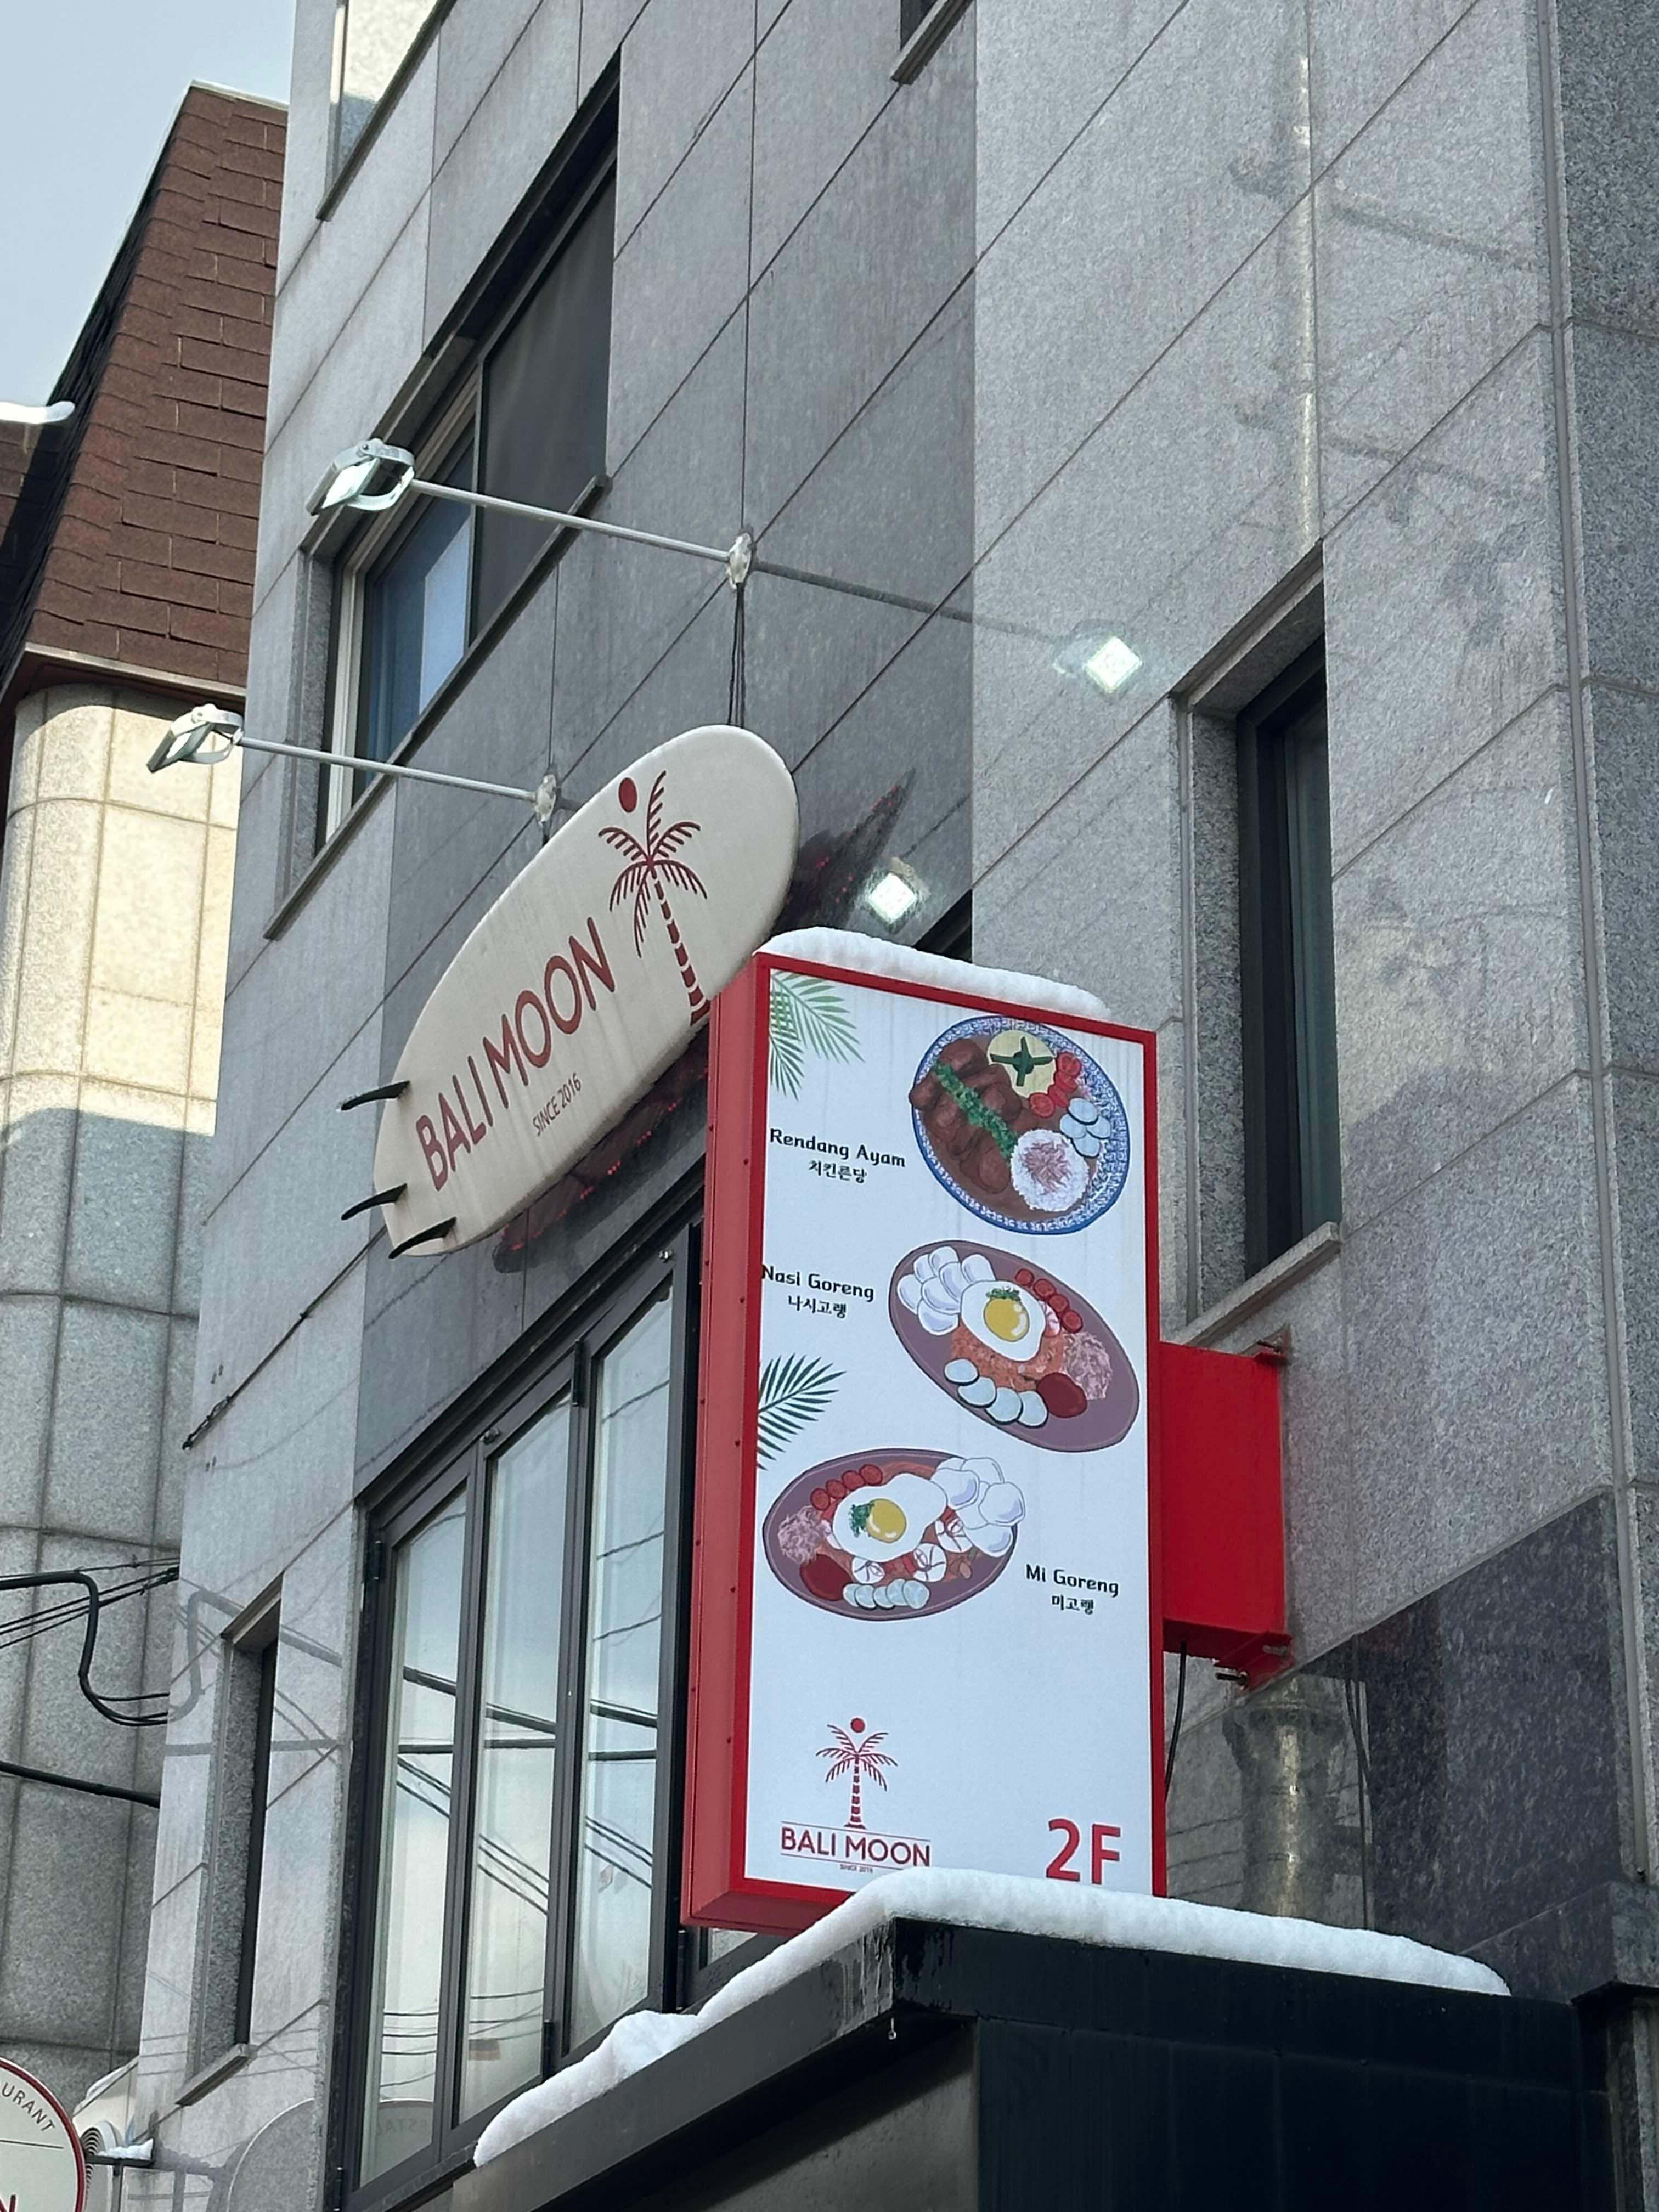 BALI MOON
SINCE 2016
Rendang Ayam
치킨른당
Nasi Goreng
나시고랭
Mi Goreng
미고랭
BALI MOON
SINCE 2016
2F
URANT